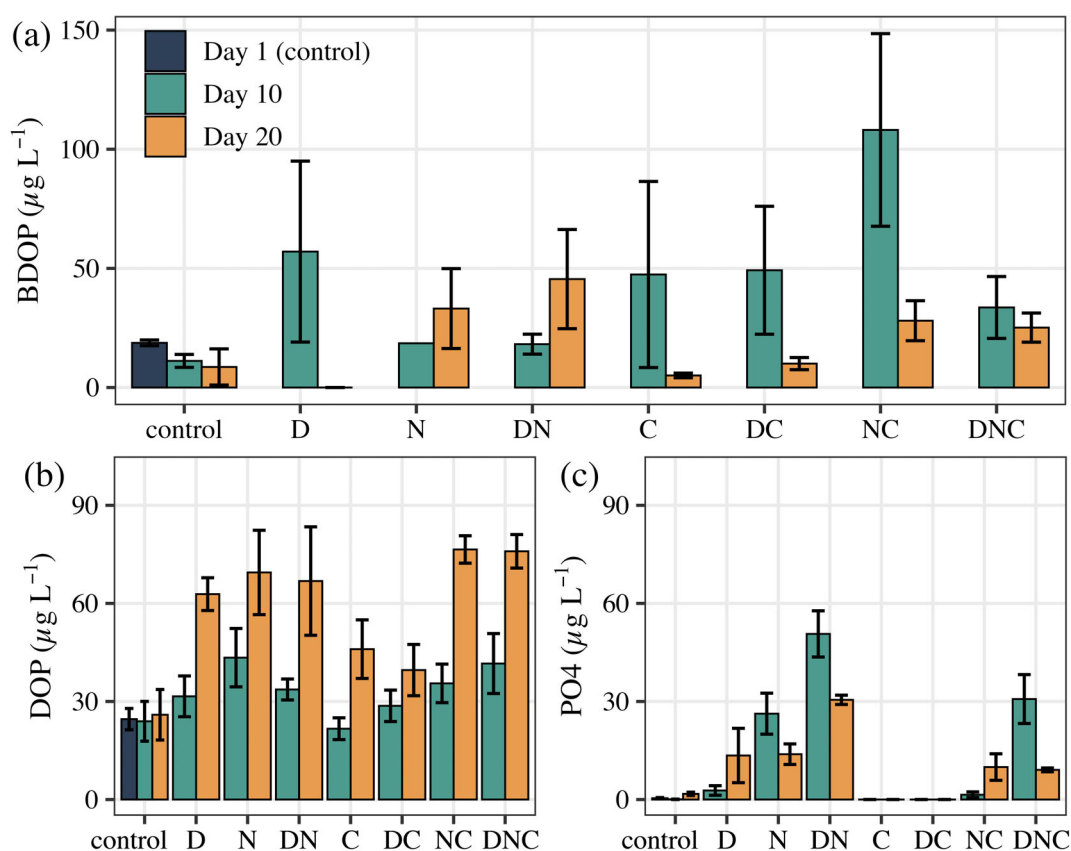 (a)
150
100
50
0
BDOP (µg L⁻¹)
Day 1 (control)
Day 10
Day 20
control D N DN C DC NC DNC
(b)
90
60
30
0
DOP (µg L⁻¹)
control D N DN C DC NC DNC
(c)
90
60
30
0
PO4 (µg L⁻¹)
control D N DN C DC NC DNC